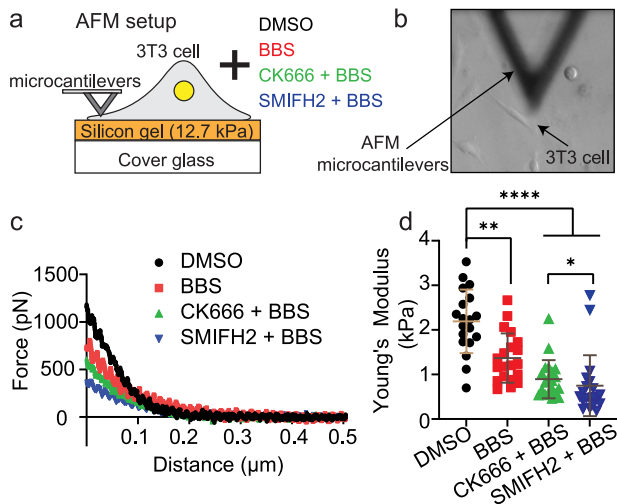 a
AFM setup
3T3 cell
microcantilevers
+
DMSO
BBS
CK666 + BBS
SMIFH2 + BBS
Silicon gel (12.7 kPa)
Cover glass
b
AFM
microcantilevers
3T3 cell
c
Force (pN)
1500
1000
500
0
0.1
0.2
0.3
0.4
0.5
Distance (µm)
DMSO
BBS
CK666 + BBS
SMIFH2 + BBS
d
Young's Modulus
(kPa)
4
3
2
1
0
****
**
*
DMSO
BBS
CK666 + BBS
SMIFH2 + BBS